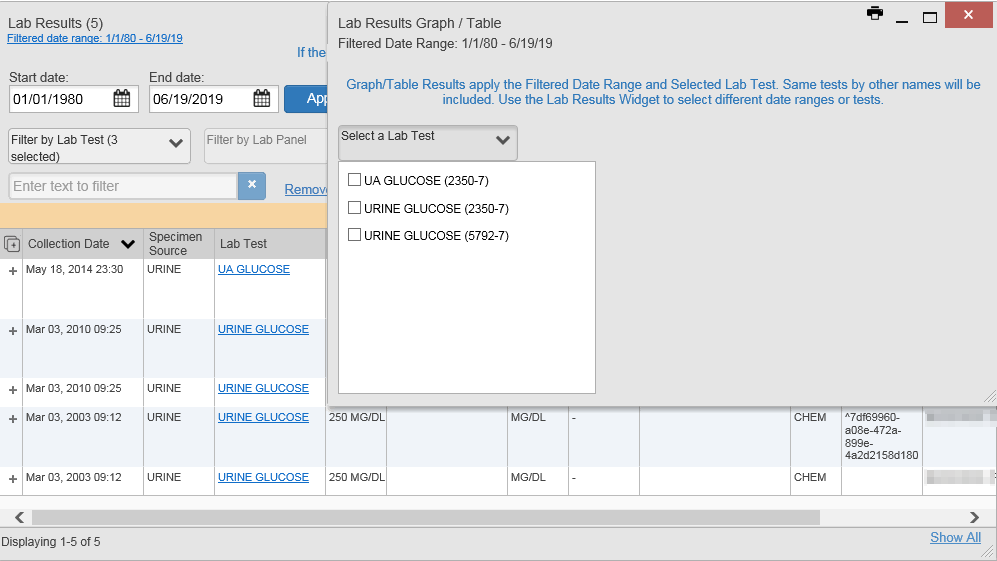 Lab Results (5)
Filtered date range: 1/1/80 - 6/19/19
If the
Start date:
End date:
01/01/1980
06/19/2019
App
Filter by Lab Test (3
selected)
Filter by Lab Panel
Enter text to filter
×
Remov
Lab Results Graph / Table
Filtered Date Range: 1/1/80 - 6/19/19
Graph/Table Results apply the Filtered Date Range and Selected Lab Test. Same tests by other names will be
included. Use the Lab Results Widget to select different date ranges or tests.
Select a Lab Test
UA GLUCOSE (2350-7)
URINE GLUCOSE (2350-7)
URINE GLUCOSE (5792-7)
Collection Date Specimen Source Lab Test
+ May 18, 2014 23:30 URINE UA GLUCOSE
+ Mar 03, 2010 09:25 URINE URINE GLUCOSE
+ Mar 03, 2010 09:25 URINE URINE GLUCOSE
+ Mar 03, 2003 09:12 URINE URINE GLUCOSE 250 MG/DL MG/DL - CHEM ^7df69960-
a08e-472a-
899e-
4a2d2158d180
+ Mar 03, 2003 09:12 URINE URINE GLUCOSE 250 MG/DL MG/DL - CHEM
Displaying 1-5 of 5
Show All